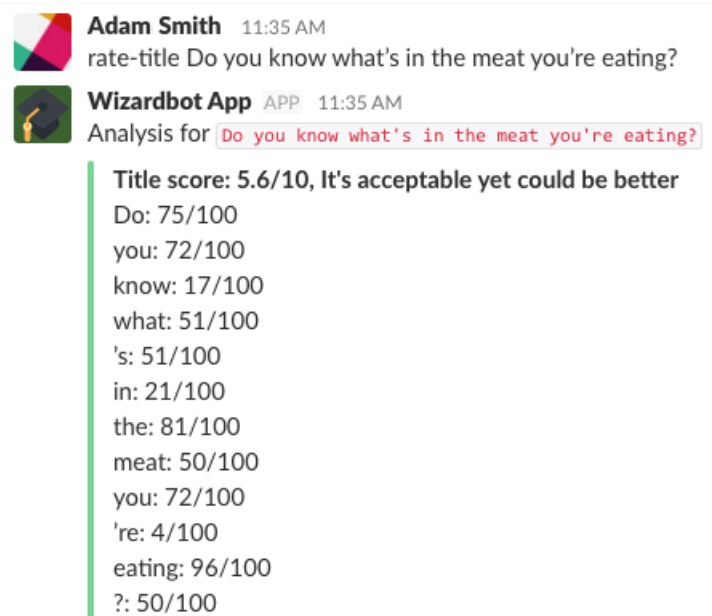 Adam Smith 11:35 AM
rate-title Do you know what’s in the meat you’re eating?
Wizardbot App APP 11:35 AM
Analysis for Do you know what's in the meat you're eating?
Title score: 5.6/10, It's acceptable yet could be better
Do: 75/100
you: 72/100
know: 17/100
what: 51/100
's: 51/100
in: 21/100
the: 81/100
meat: 50/100
you: 72/100
're: 4/100
eating: 96/100
?: 50/100